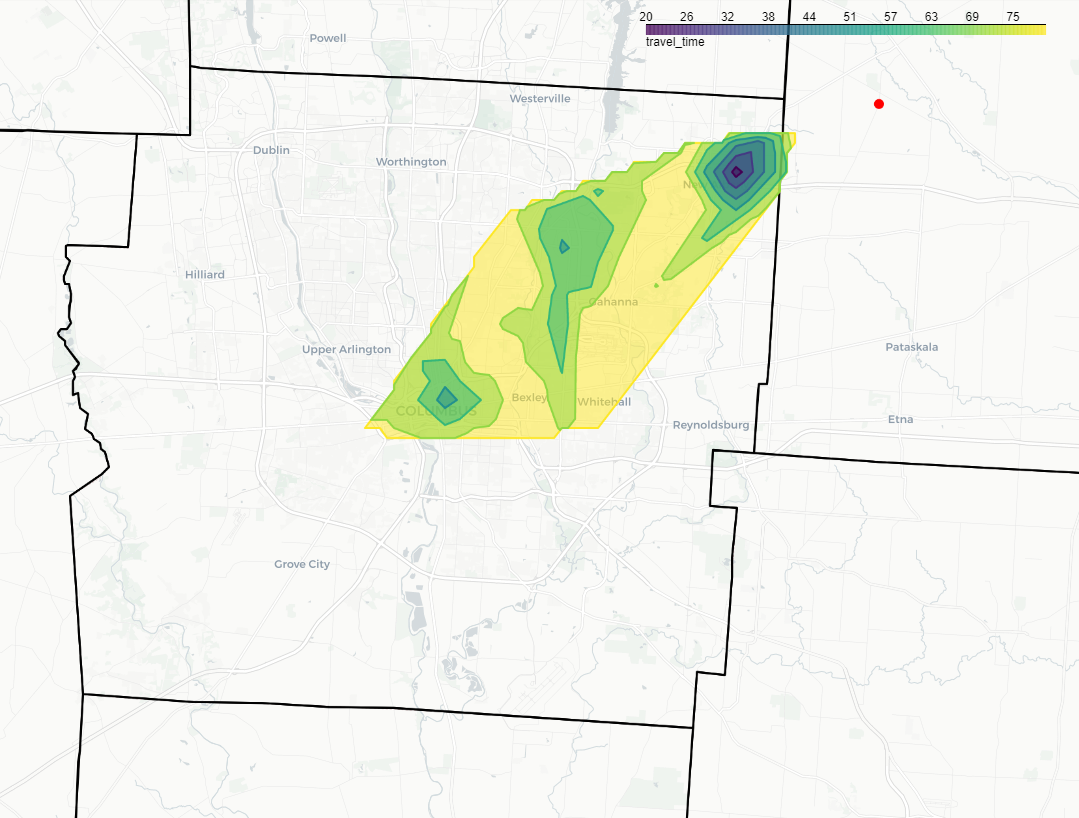 20 26 32 38 44 51 57 63 69 75
travel_time
Powell
Westerville
Dublin
Worthington
Hilliard
Gahanna
Upper Arlington
Pataskala
COLUMBUS
Bexley
Whitehall
Etna
Reynoldsburg
Grove City